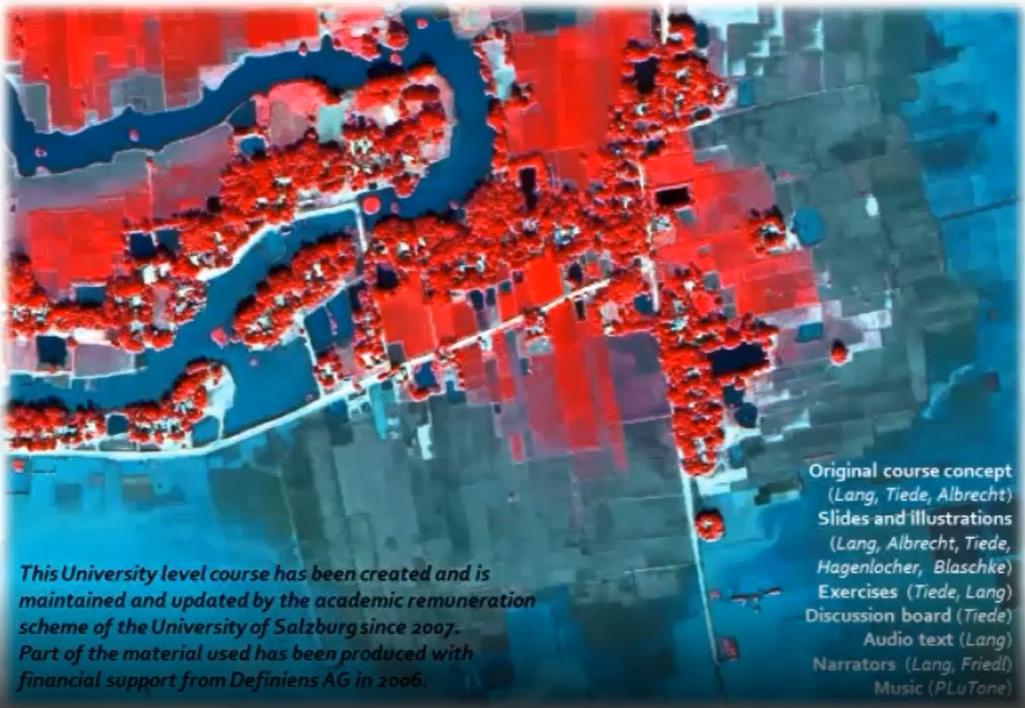 Original course concept
(Lang, Tiede, Albrecht)
Slides and illustrations
(Lang, Albrecht, Tiede,
Hagenlocher, Blaschke)
Exercises (Tiede, Lang)
Discussion board (Tiede)
Audio text (Lang)
Narrators (Lang, Friedl)
Music (PLuTone)
This University level course has been created and is
maintained and updated by the academic remuneration
scheme of the University of Salzburg since 2007.
Part of the material used has been produced with
financial support from Definiens AG in 2006.